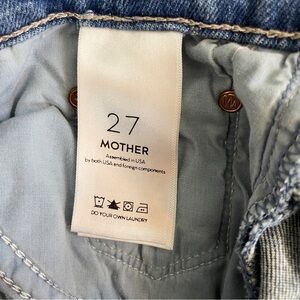 27
MOTHER
Assembled in USA
by both USA and foreign components
DO YOUR OWN LAUNDRY